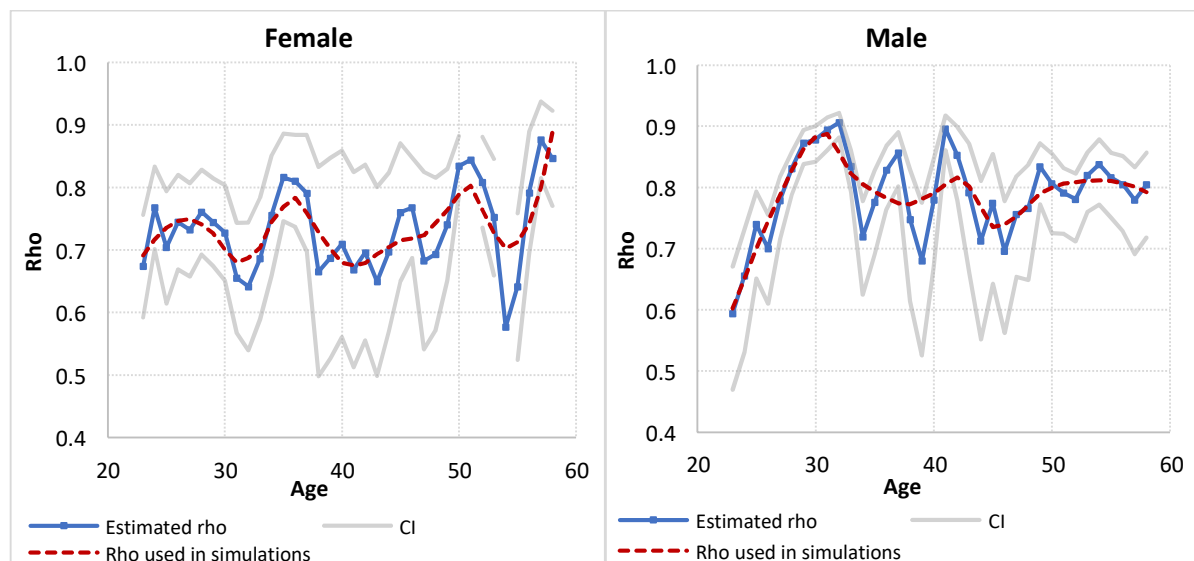 Female
1.0
0.9
0.8
0.7
0.6
0.5
0.4
Rho
20 30 40 50 60
Age
Estimated rho CI
Rho used in simulations
Male
1.0
0.9
0.8
0.7
0.6
0.5
0.4
Rho
20 30 40 50 60
Age
Estimated rho CI
Rho used in simulations